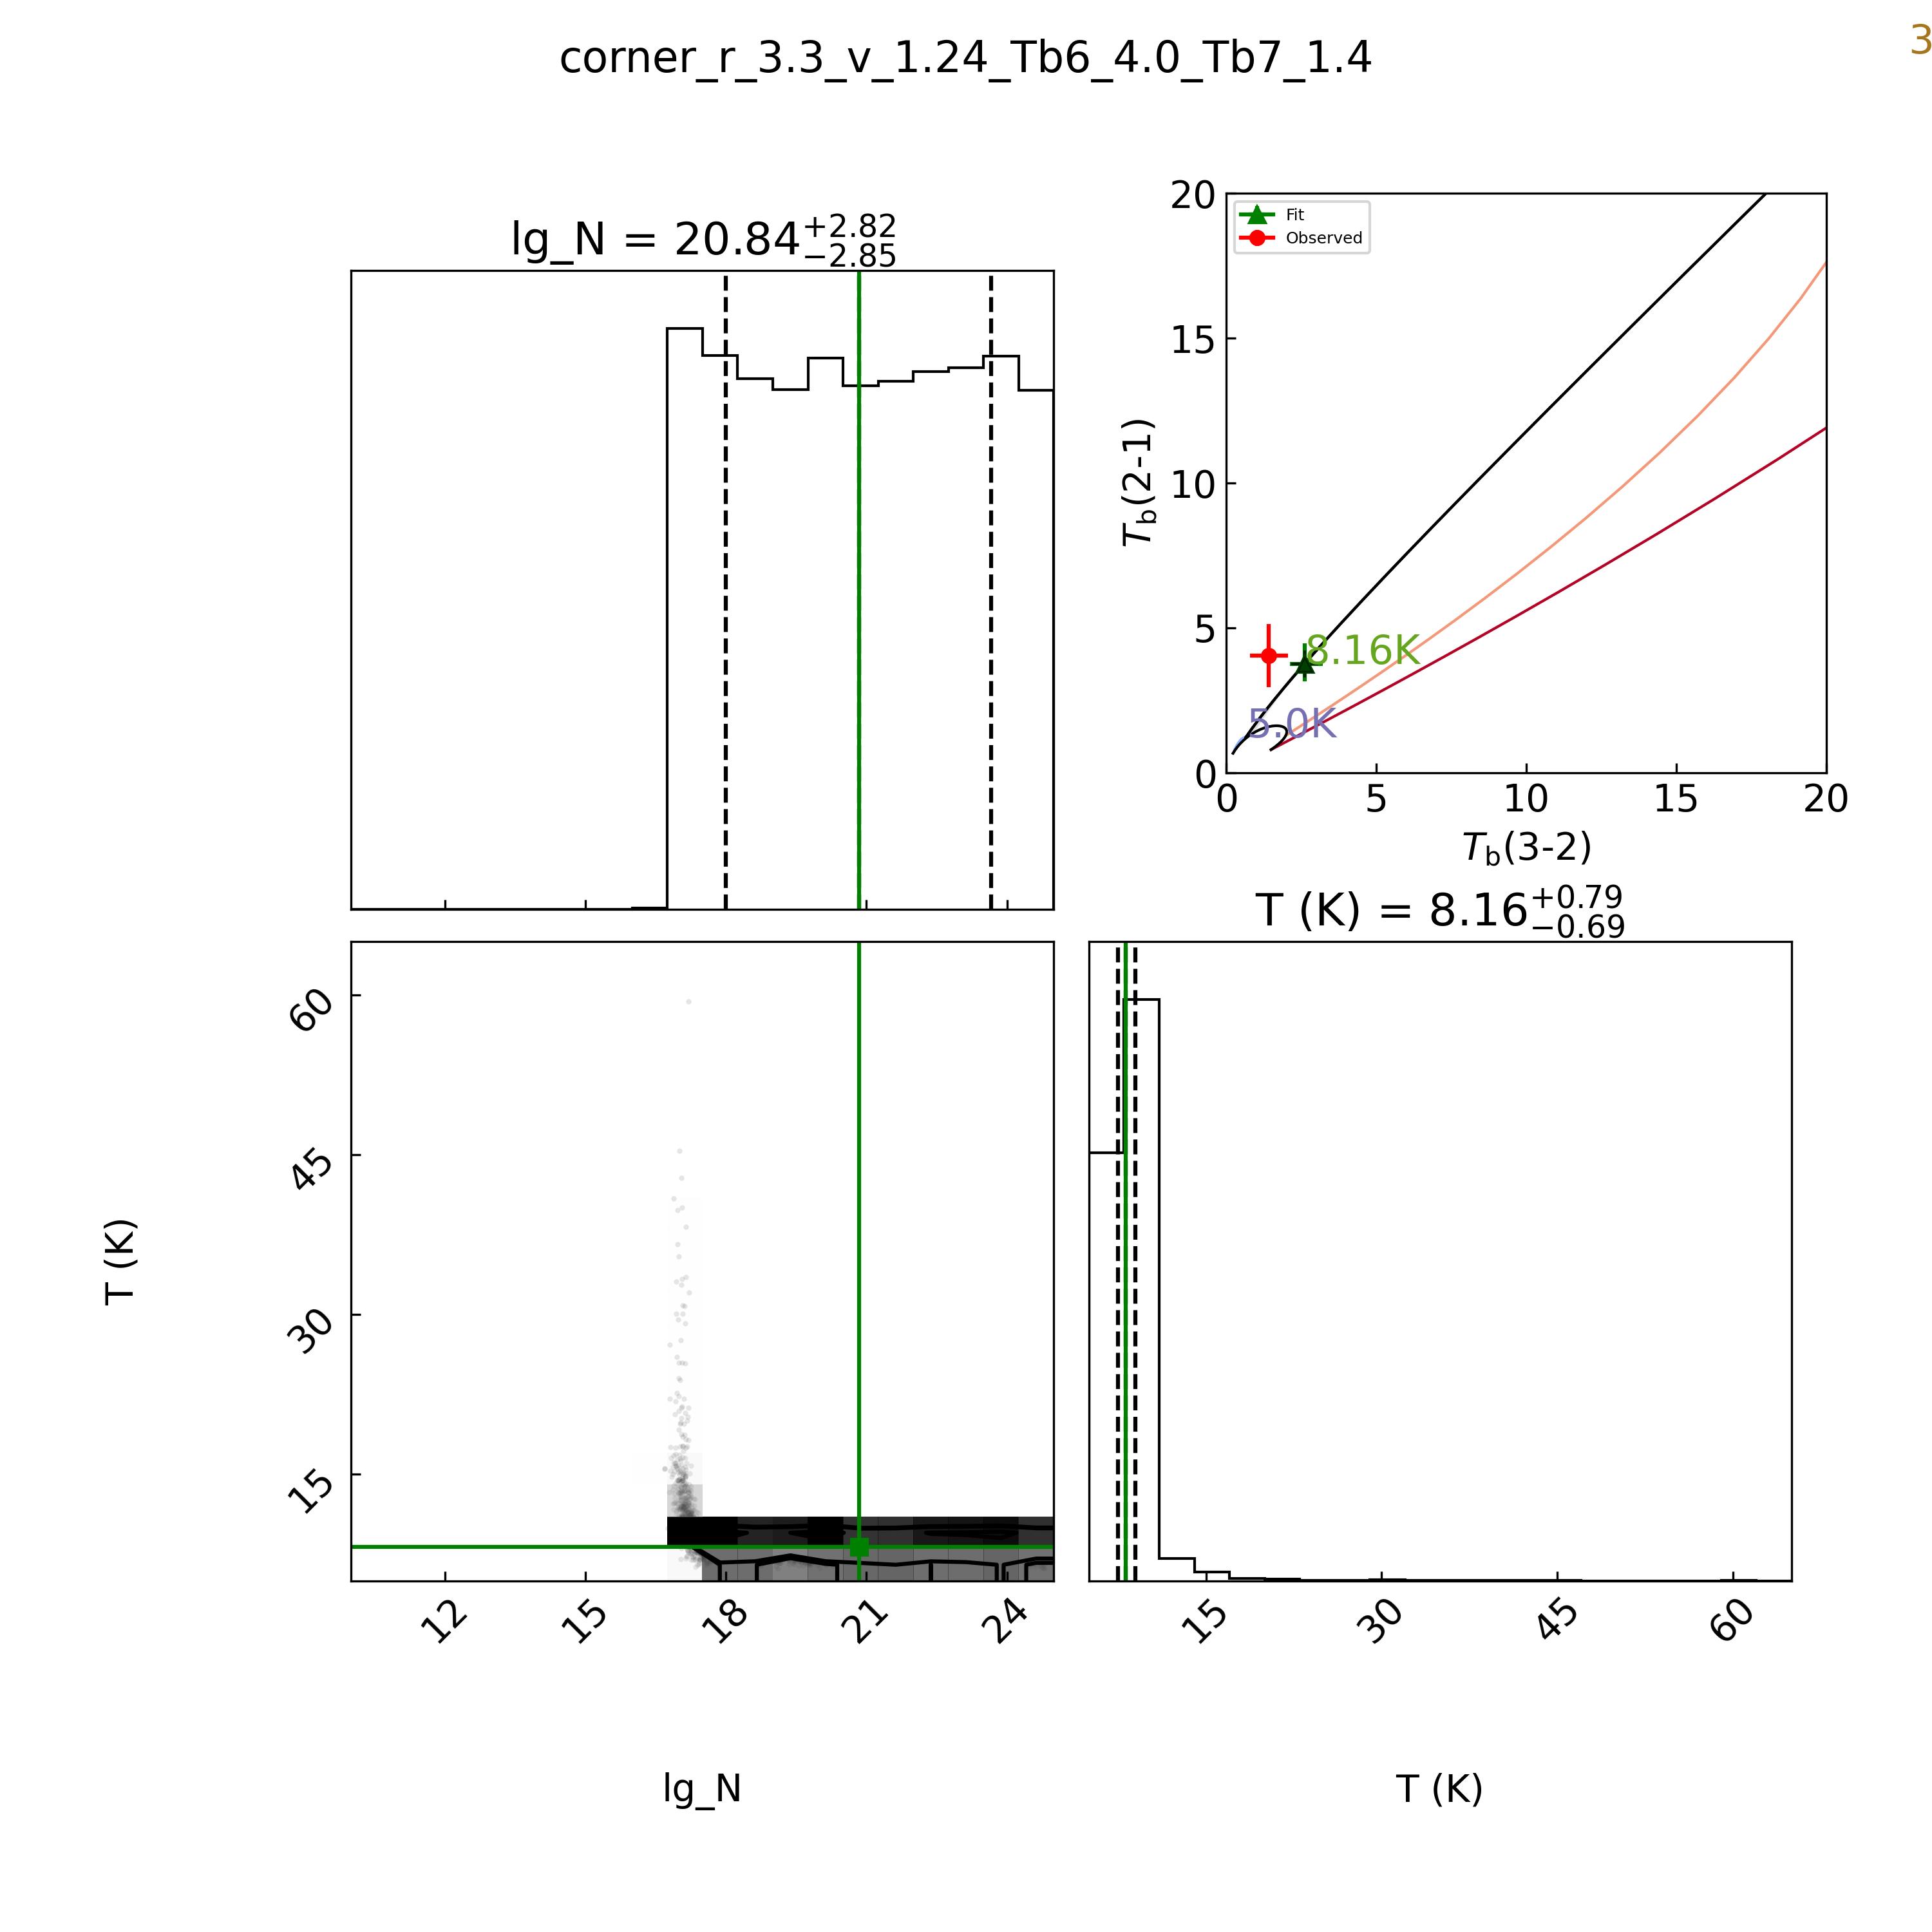 corner_r_3.3_v_1.24_Tb6_4.0_Tb7_1.4
3
lg_N = 20.84+2.82−2.85
20
15
10
5
0
Fit
Observed
8.16K
5.0K
Tb(2-1)
0 5 10 15 20
Tb(3-2)
T (K) = 8.16+0.79−0.69
60
45
30
15
T (K)
12 15 18 21 24
15 30 45 60
lg_N
T (K)